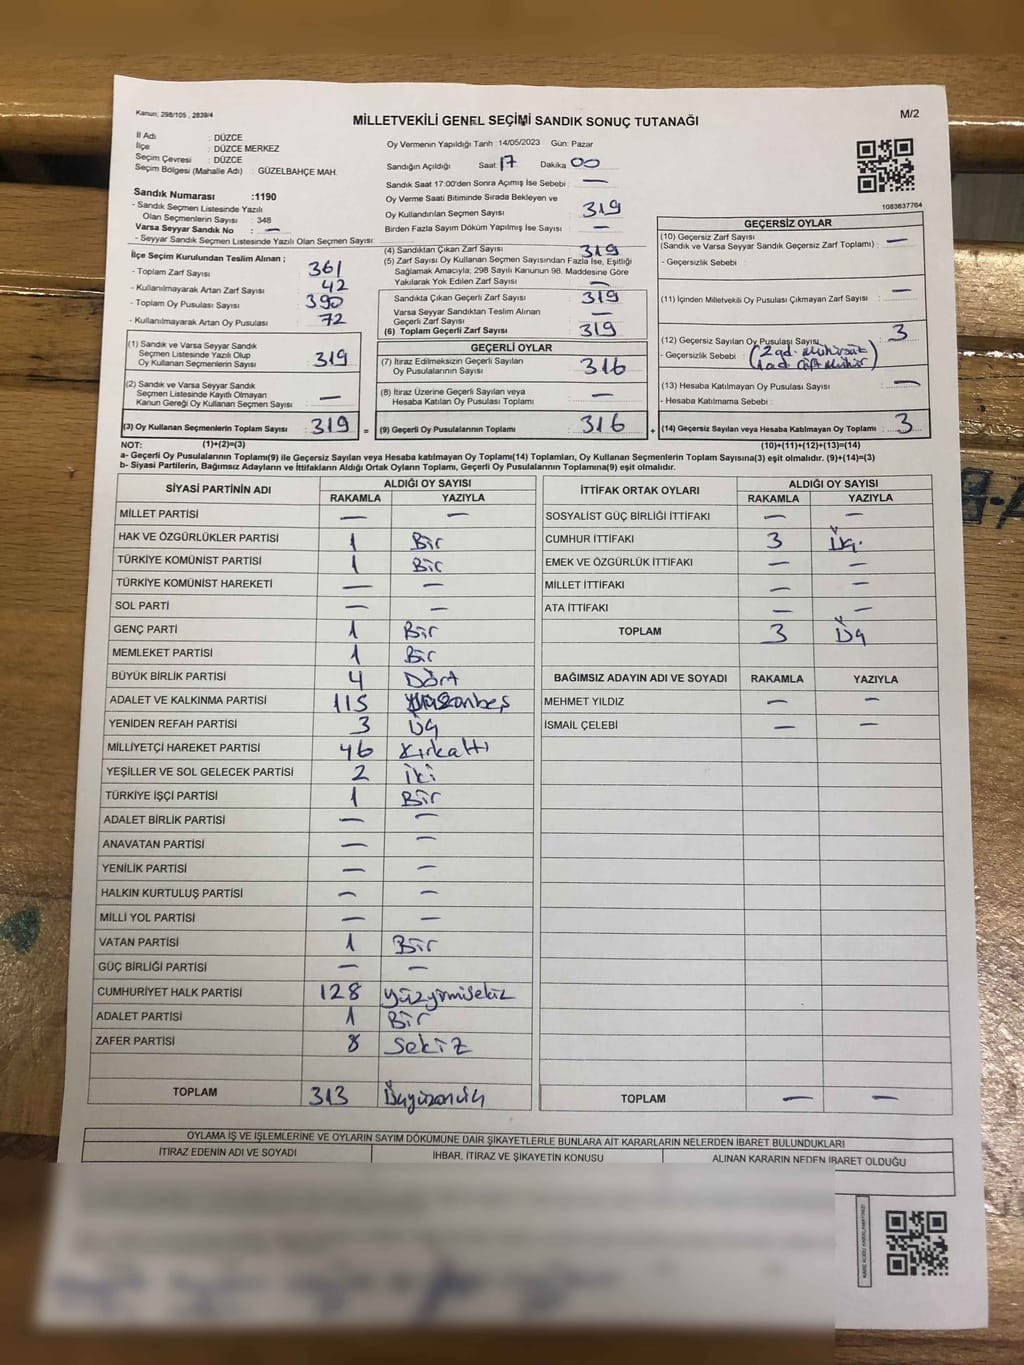 Kanun; 298/105 , 2839/4
MİLLETVEKİLİ GENEL SEÇİMİ SANDIK SONUÇ TUTANAĞI
M/2
İl Adı : DÜZCE
İlçe : DÜZCE MERKEZ
Seçim Çevresi : DÜZCE
Seçim Bölgesi (Mahalle Adı) : GÜZELBAHÇE MAH.
Sandık Numarası :1190
- Sandık Seçmen Listesinde Yazılı
Olan Seçmenlerin Sayısı : 348
Varsa Seyyar Sandık No : —
- Seyyar Sandık Seçmen Listesinde Yazılı Olan Seçmen Sayısı:
İlçe Seçim Kurulundan Teslim Alınan ;
- Toplam Zarf Sayısı : 361
- Kullanılmayarak Artan Zarf Sayısı : 42
- Toplam Oy Pusulası Sayısı : 390
- Kullanılmayarak Artan Oy Pusulası : 72
(1) Sandık ve Varsa Seyyar Sandık
Seçmen Listesinde Yazılı Olup
Oy Kullanan Seçmenlerin Sayısı : 319
(2) Sandık ve Varsa Seyyar Sandık
Seçmen Listesinde Kayıtlı Olmayan
Kanun Gereği Oy Kullanan Seçmen Sayısı : —
(3) Oy Kullanan Seçmenlerin Toplam Sayısı : 319 =
Oy Vermenin Yapıldığı Tarih :14/05/2023 Gün: Pazar
Sandığın Açıldığı Saat: 17 Dakika 00
Sandık Saat 17:00'den Sonra Açımış İse Sebebi : —
Oy Verme Saati Bitiminde Sırada Bekleyen ve
Oy Kullandırılan Seçmen Sayısı : 319
Birden Fazla Sayım Döküm Yapılmış İse Sayısı : —
(4) Sandıktan Çıkan Zarf Sayısı : 319
(5) Zarf Sayısı Oy Kullanan Seçmen Sayısından Fazla İse, Eşitliği
Sağlamak Amacıyla; 298 Sayılı Kanunun 98. Maddesine Göre
Yakılarak Yok Edilen Zarf Sayısı : —
Sandıkta Çıkan Geçerli Zarf Sayısı : 319
Varsa Seyyar Sandıktan Teslim Alınan
Geçerli Zarf Sayısı : —
(6) Toplam Geçerli Zarf Sayısı : 319
GEÇERLİ OYLAR
(7) İtiraz Edilmeksizin Geçerli Sayılan
Oy Pusulalarının Sayısı : 316
(8) İtiraz Üzerine Geçerli Sayılan veya
Hesaba Katılan Oy Pusulası Toplamı : —
(9) Geçerli Oy Pusulalarının Toplamı : 316 +
1083637764
GEÇERSİZ OYLAR
(10) Geçersiz Zarf Sayısı
(Sandık ve Varsa Seyyar Sandık Geçersiz Zarf Toplamı) : —
- Geçersizlik Sebebi :
(11) İçinden Milletvekili Oy Pusulası Çıkmayan Zarf Sayısı : —
(12) Geçersiz Sayılan Oy Pusulası Sayısı : 3
- Geçersizlik Sebebi : (2 ad. Mühürsüz
1 ad. Çift Mühür)
(13) Hesaba Katılmayan Oy Pusulası Sayısı : —
- Hesaba Katılmama Sebebi :
(14) Geçersiz Sayılan veya Hesaba Katılmayan Oy Toplamı : 3
NOT: (1)+(2)=(3) (10)+(11)+(12)+(13)=(14)
a- Geçerli Oy Pusulalarının Toplamı(9) ile Geçersiz Sayılan veya Hesaba Katılmayan Oy Toplamı(14) Toplamları, Oy Kullanan Seçmenlerin Toplam Sayısına(3) eşit olmalıdır. (9)+(14)=(3)
b- Siyasi Partilerin, Bağımsız Adayların ve İttifakların Aldığı Ortak Oyların Toplamı, Geçerli Oy Pusulalarının Toplamına(9) eşit olmalıdır.
SİYASİ PARTİNİN ADI ALDIĞI OY SAYISI
RAKAMLA YAZIYLA
MİLLET PARTİSİ — —
HAK VE ÖZGÜRLÜKLER PARTİSİ 1 Bir
TÜRKİYE KOMÜNİST PARTİSİ 1 Bir
TÜRKİYE KOMÜNİST HAREKETİ — —
SOL PARTİ — —
GENÇ PARTİ 1 Bir
MEMLEKET PARTİSİ 1 Bir
BÜYÜK BİRLİK PARTİSİ 4 Dört
ADALET VE KALKINMA PARTİSİ 115 Yüzonbeş
YENİDEN REFAH PARTİSİ 3 Üç
MİLLİYETÇİ HAREKET PARTİSİ 46 Kırkaltı
YEŞİLLER VE SOL GELECEK PARTİSİ 2 İki
TÜRKİYE İŞÇİ PARTİSİ 1 Bir
ADALET BİRLİK PARTİSİ — —
ANAVATAN PARTİSİ — —
YENİLİK PARTİSİ — —
HALKIN KURTULUŞ PARTİSİ — —
MİLLİ YOL PARTİSİ — —
VATAN PARTİSİ 1 Bir
GÜÇ BİRLİĞİ PARTİSİ — —
CUMHURİYET HALK PARTİSİ 128 Yüzyirmisekiz
ADALET PARTİSİ 1 Bir
ZAFER PARTİSİ 8 Sekiz
TOPLAM 313 Üçyüzonüç
İTTİFAK ORTAK OYLARI ALDIĞI OY SAYISI
RAKAMLA YAZIYLA
SOSYALİST GÜÇ BİRLİĞİ İTTİFAKI — —
CUMHUR İTTİFAKI 3 Üç.
EMEK VE ÖZGÜRLÜK İTTİFAKI — —
MİLLET İTTİFAKI — —
ATA İTTİFAKI — —
TOPLAM 3 Üç
BAĞIMSIZ ADAYIN ADI VE SOYADI RAKAMLA YAZIYLA
MEHMET YILDIZ — —
İSMAİL ÇELEBİ — —
TOPLAM — —
OYLAMA İŞ VE İŞLEMLERİNE VE OYLARIN SAYIM DÖKÜMÜNE DAİR ŞİKAYETLERLE BUNLARA AİT KARARLARIN NELERDEN İBARET BULUNDUKLARI
İTİRAZ EDENİN ADI VE SOYADI İHBAR, İTİRAZ VE ŞİKAYETİN KONUSU ALINAN KARARIN NEDEN İBARET OLDUĞU